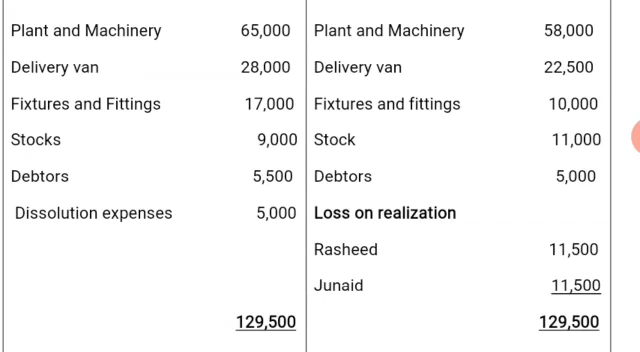 Plant and Machinery 65,000 Plant and Machinery 58,000
Delivery van 28,000 Delivery van 22,500
Fixtures and Fittings 17,000 Fixtures and fittings 10,000
Stocks 9,000 Stock 11,000
Debtors 5,500 Debtors 5,000
Dissolution expenses 5,000 Loss on realization
Rasheed 11,500
Junaid 11,500
129,500 129,500